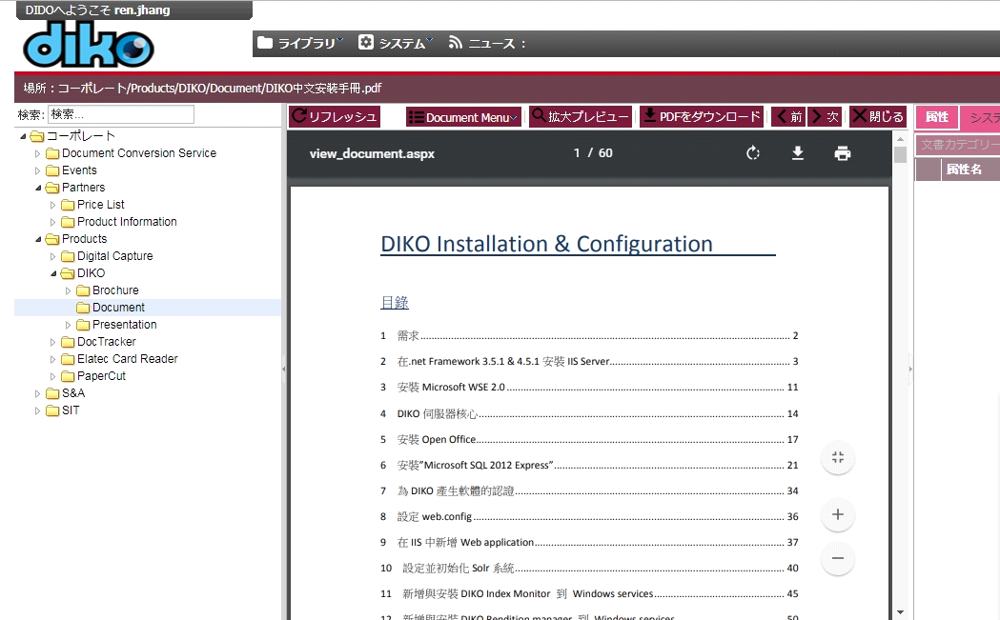 DIDOへようこそ ren.jhang
diko
ライブラリ システム ニュース :
場所：コーポレート/Products/DIKO/Document/DIKO中文安裝手冊.pdf
検索: 検索...
リフレッシュ Document Menu 拡大プレビュー PDFをダウンロード 前 次 閉じる
属性
文書カテゴリー
属性名
コーポレート
Document Conversion Service
Events
Partners
Price List
Product Information
Products
Digital Capture
DIKO
Brochure
Document
Presentation
DocTracker
Elatec Card Reader
PaperCut
S&A
SIT
view_document.aspx 1 / 60
DIKO Installation & Configuration
目錄
1 需求 2
2 在.net Framework 3.5.1 & 4.5.1 安裝 IIS Server 3
3 安裝 Microsoft WSE 2.0 11
4 DIKO 伺服器核心 14
5 安裝 Open Office 17
6 安裝”Microsoft SQL 2012 Express” 21
7 為 DIKO 產生軟體的認證 34
8 設定 web.config 36
9 在 IIS 中新增 Web application 37
10 設定並初始化 Solr 系統 40
11 新增與安裝 DIKO Index Monitor 到 Windows services 45
12 新增與安裝 DIKO Rendition manager 到 Windows services 50